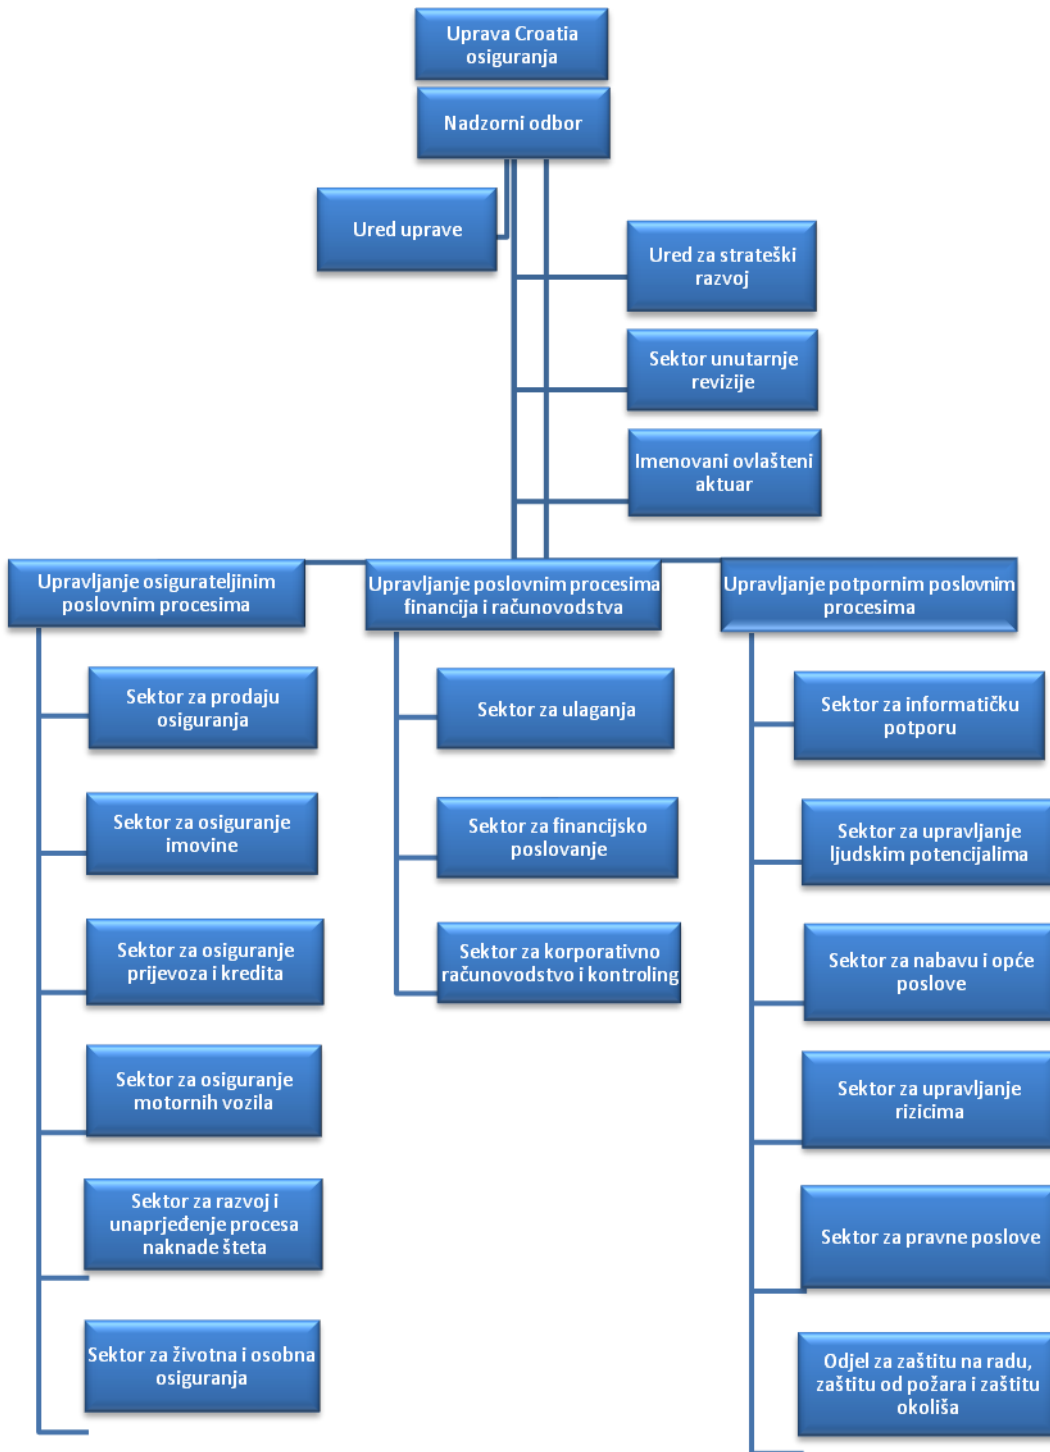 Uprava Croatia
osiguranja
Nadzorni odbor
Ured uprave
Ured za strateški
razvoj
Sektor unutarnje
revizije
Imenovani ovlašteni
aktuar
Upravljanje osigurateljinim
poslovnim procesima
Upravljanje poslovnim procesima
financija i računovodstva
Upravljanje potpornim poslovnim
procesima
Sektor za prodaju
osiguranja
Sektor za osiguranje
imovine
Sektor za osiguranje
prijevoza i kredita
Sektor za osiguranje
motornih vozila
Sektor za razvoj i
unaprjeđenje procesa
naknade šteta
Sektor za životna i osobna
osiguranja
Sektor za ulaganja
Sektor za financijsko
poslovanje
Sektor za korporativno
računovodstvo i kontroling
Sektor za informatičku
potporu
Sektor za upravljanje
ljudskim potencijalima
Sektor za nabavu i opće
poslove
Sektor za upravljanje
rizicima
Sektor za pravne poslove
Odjel za zaštitu na radu,
zaštitu od požara i zaštitu
okoliša